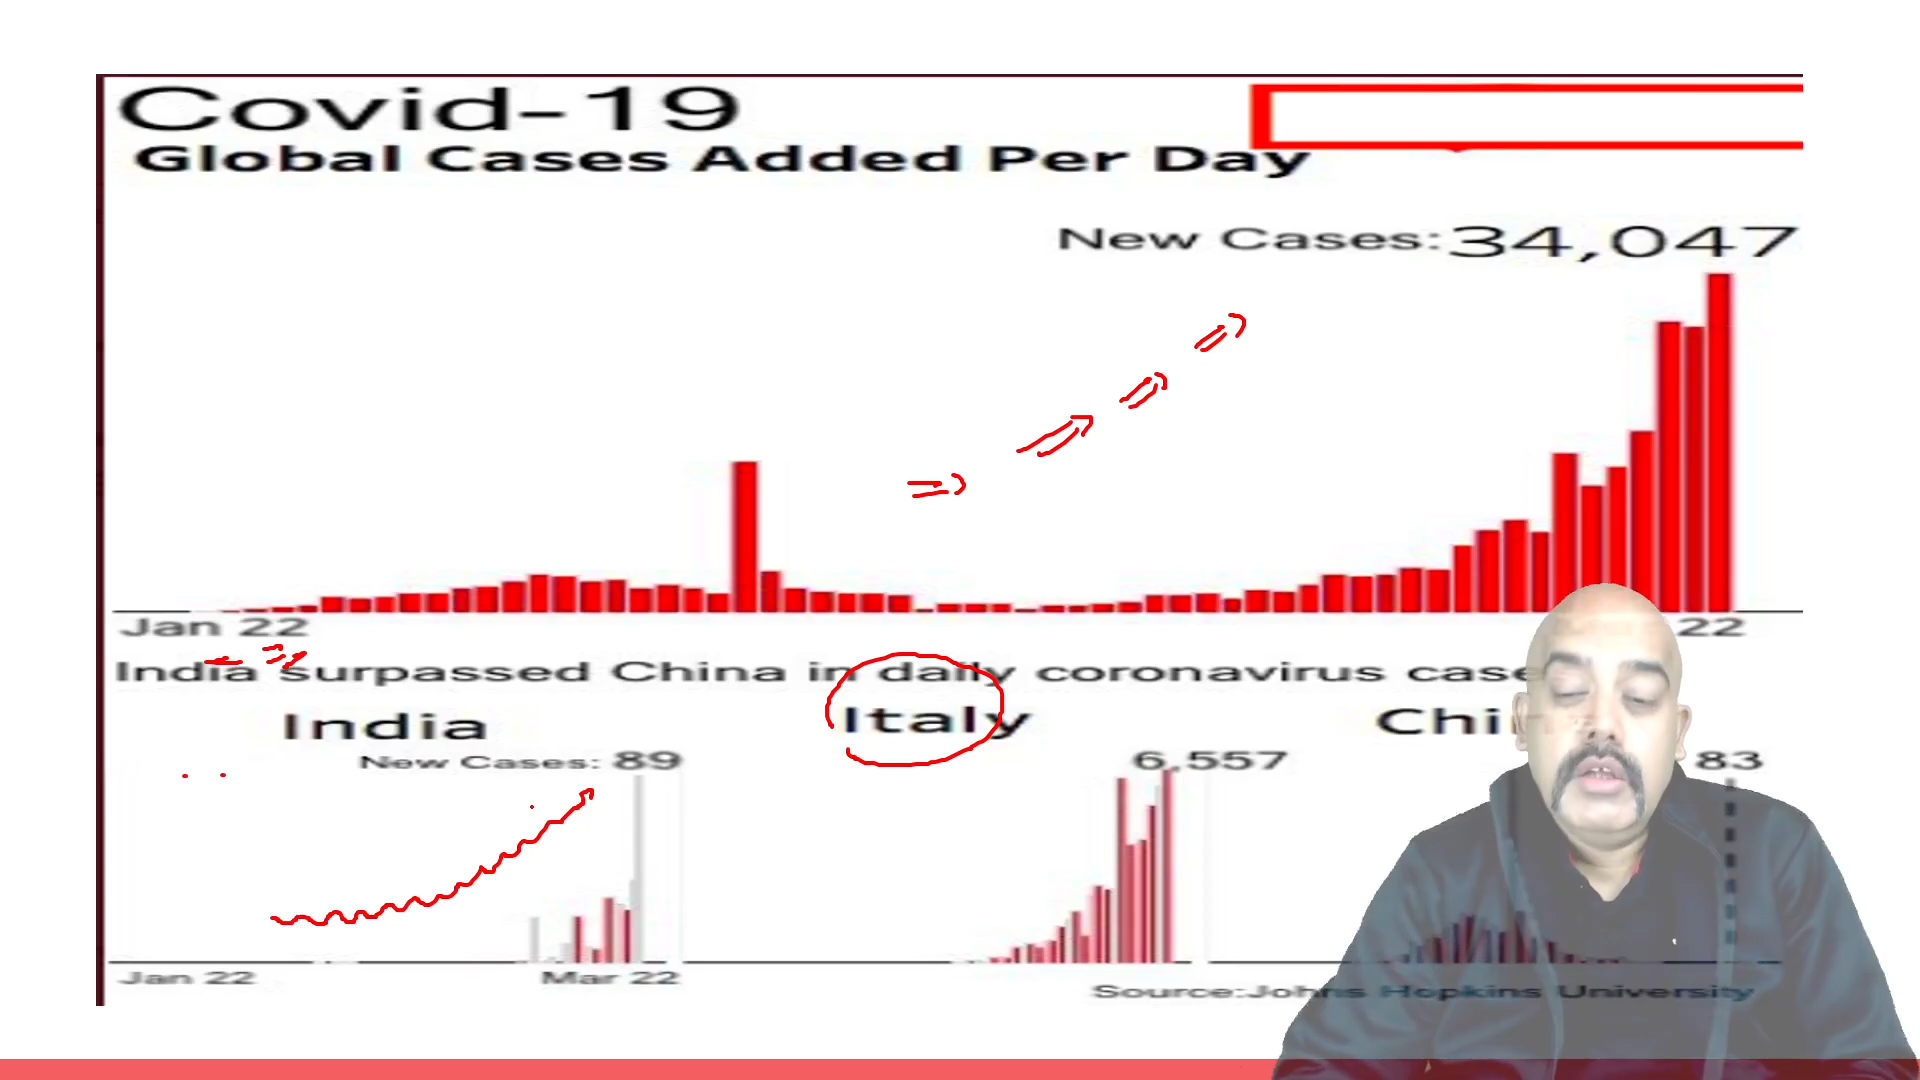 Covid-19
Global Cases Added Per Day
New Cases: 34,047
Jan 22
22
India surpassed China in daily coronavirus case
India Italy Chi
New Cases: 89 6,557 83
Jan 22 Mar 22
Source:Johns Hopkins University